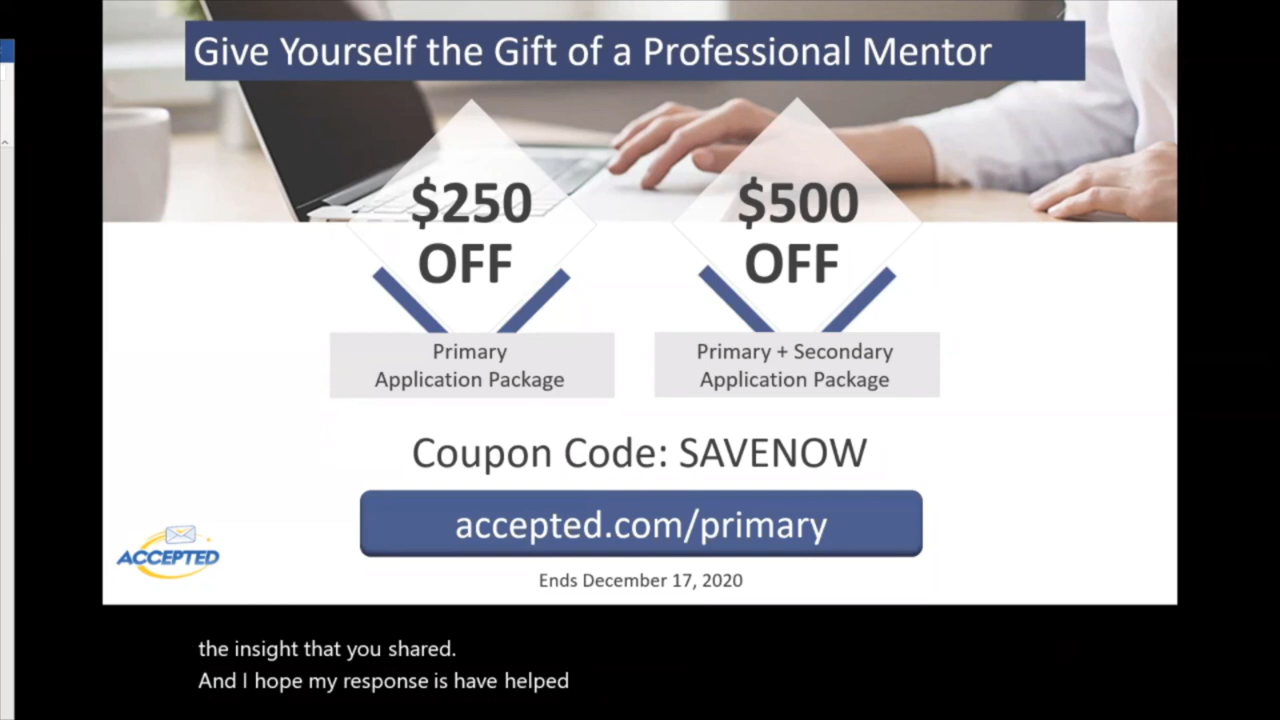 Give Yourself the Gift of a Professional Mentor
$250
OFF
$500
OFF
Primary
Application Package
Primary + Secondary
Application Package
Coupon Code: SAVENOW
accepted.com/primary
ACCEPTED
Ends December 17, 2020
the insight that you shared.
And I hope my response is have helped